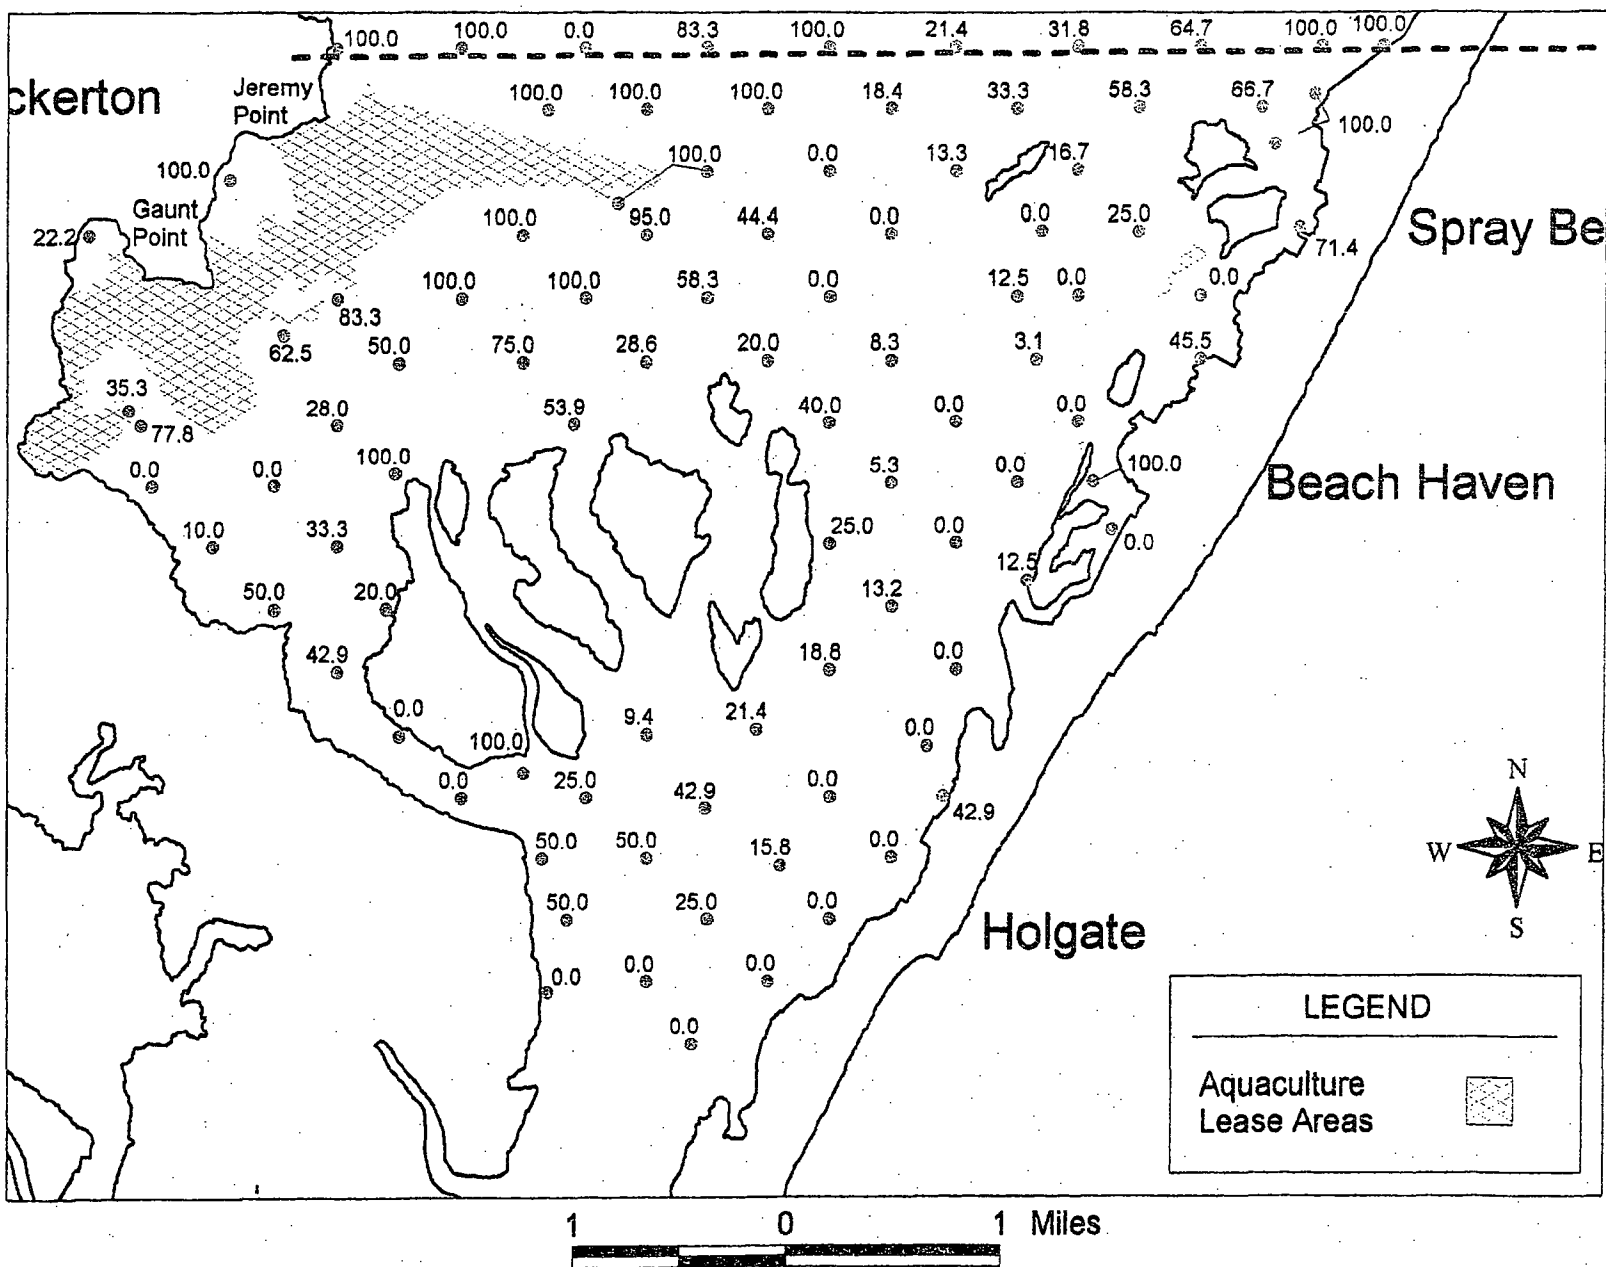 100.0 100.0 0.0 83.3 100.0 21.4 31.8 64.7 100.0 100.0
ckerton
Jeremy
Point
100.0 100.0 100.0 18.4 33.3 58.3 66.7
100.0
100.0 100.0 0.0 13.3 16.7
Gaunt
Point
22.2 100.0 95.0 44.4 0.0 0.0 25.0
71.4
Spray Be
100.0 100.0 58.3 0.0 12.5 0.0 0.0
83.3
62.5 50.0 75.0 28.6 20.0 8.3 3.1 45.5
35.3 28.0 53.9 40.0 0.0 0.0
77.8
0.0 0.0 100.0 5.3 0.0 100.0
Beach Haven
10.0 33.3 25.0 0.0 0.0
12.5
50.0 20.0 13.2
42.9 18.8 0.0
0.0 9.4 21.4 0.0
100.0
0.0 25.0 42.9 0.0 42.9
50.0 50.0 15.8 0.0
50.0 25.0 0.0
Holgate
0.0 0.0 0.0
0.0
N
W E
S
LEGEND
Aquaculture
Lease Areas
1 0 1 Miles